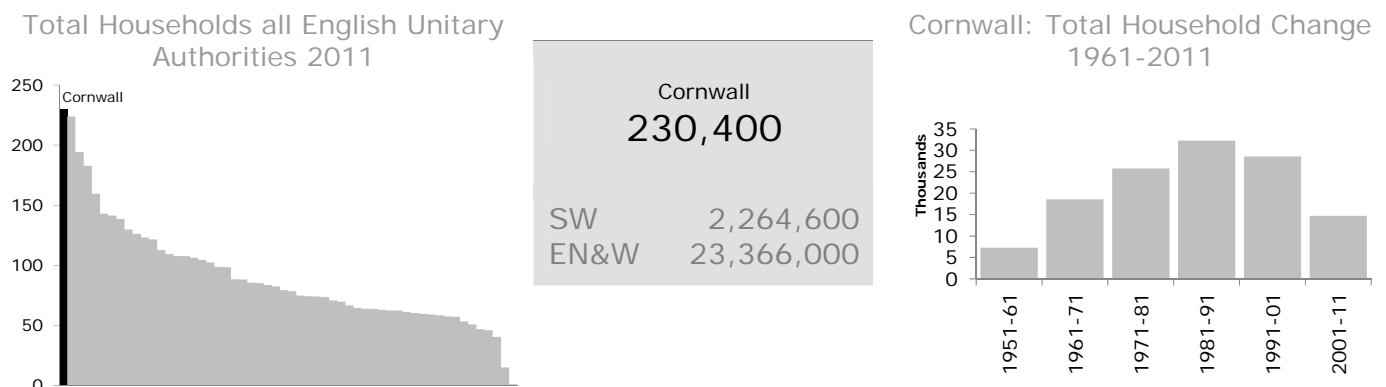 Total Households all English Unitary
Authorities 2011
250
200
150
100
50
0
Cornwall
Cornwall
230,400
SW 2,264,600
EN&W 23,366,000
Cornwall: Total Household Change
1961-2011
Thousands
35
30
25
20
15
10
5
0
1951-61
1961-71
1971-81
1981-91
1991-01
2001-11